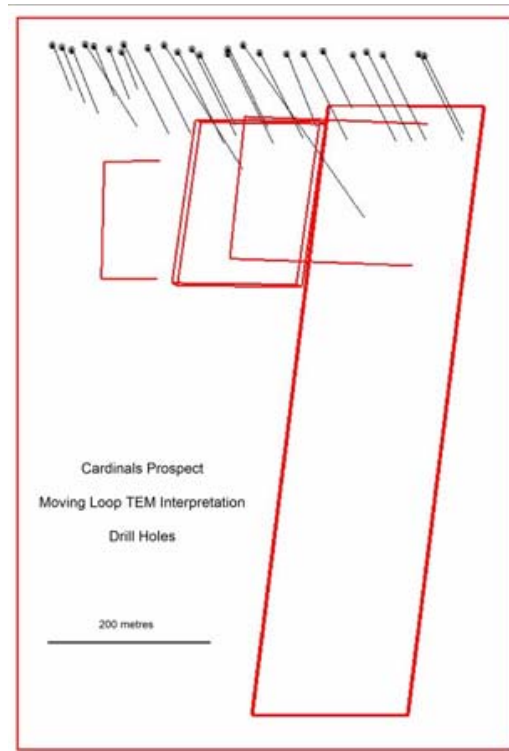 Cardinals Prospect
Moving Loop TEM Interpretation
Drill Holes
200 metres